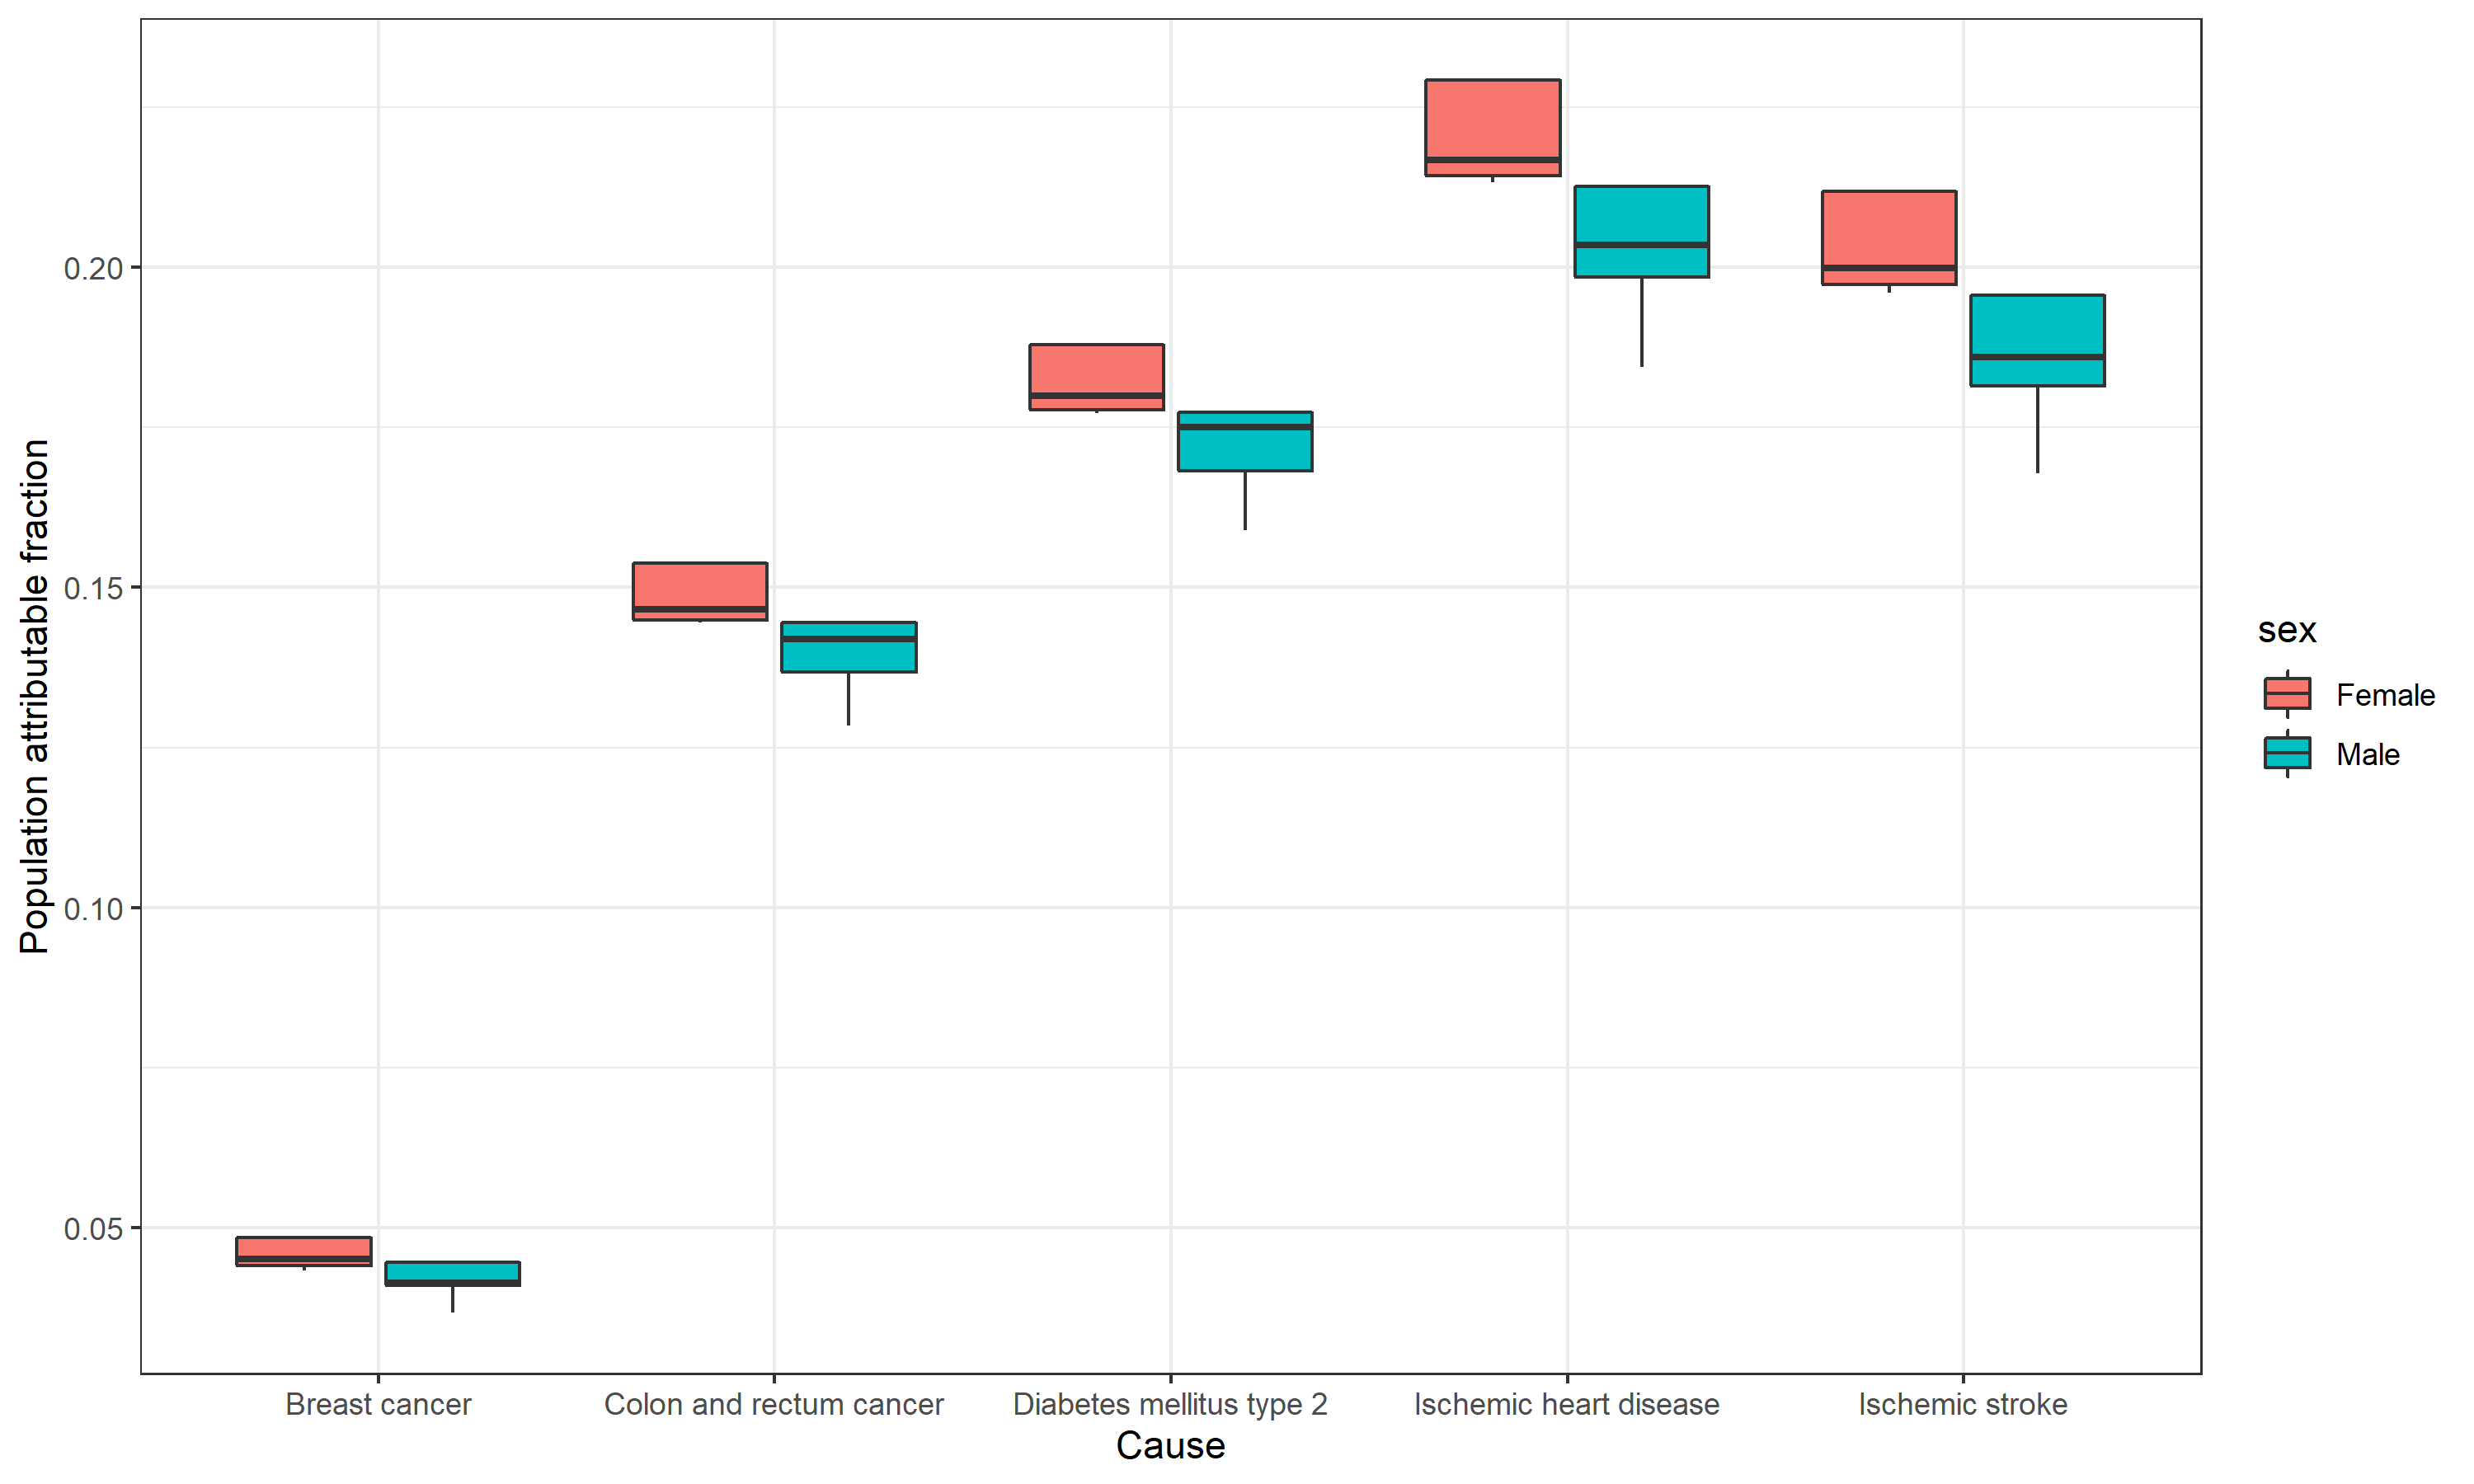 Population attributable fraction
0.20
0.15
0.10
0.05
Breast cancer
Colon and rectum cancer
Diabetes mellitus type 2
Ischemic heart disease
Ischemic stroke
Cause
sex
Female
Male